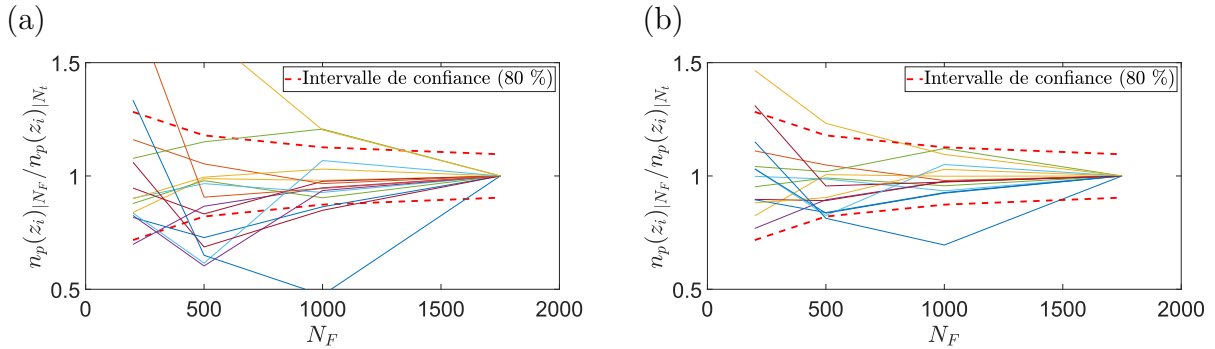 (a)
1.5
1
0.5
0
500
1000
1500
2000
n_p(z_i)_{|N_F}/n_p(z_i)_{|N_t}
N_F
Intervalle de confiance (80 %)
(b)
1.5
1
0.5
0
500
1000
1500
2000
n_p(z_i)_{|N_F}/n_p(z_i)_{|N_t}
N_F
Intervalle de confiance (80 %)